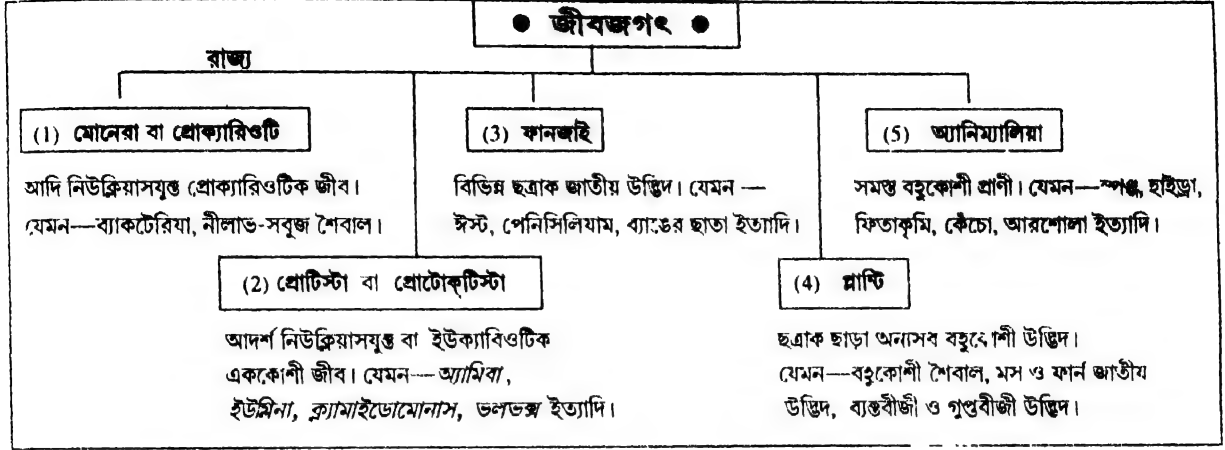 ● জীবজগৎ ●
রাজ্য
(1) মোনেরা বা প্রোক্যারিওটি
আদি নিউক্লিয়াসযুক্ত প্রোক্যারিওটিক জীব।
যেমন—ব্যাকটেরিয়া, নীলাভ-সবুজ শৈবাল।
(2) প্রোটিস্টা বা প্রোটোক্‌টিস্টা
আদর্শ নিউক্লিয়াসযুক্ত বা ইউক্যারিওটিক
এককোশী জীব। যেমন—অ্যামিবা,
ইউগ্লিনা, ক্ল্যামাইডোমোনাস, ভলভক্স ইত্যাদি।
(3) ফানজাই
বিভিন্ন ছত্রাক জাতীয় উদ্ভিদ। যেমন —
ঈস্ট, পেনিসিলিয়াম, ব্যাঙের ছাতা ইত্যাদি।
(4) প্লান্টি
ছত্রাক ছাড়া অন্যসব বহুকোশী উদ্ভিদ।
যেমন—বহুকোশী শৈবাল, মস ও ফার্ন জাতীয়
উদ্ভিদ, ব্যক্তবীজী ও গুপ্তবীজী উদ্ভিদ।
(5) অ্যানিম্যালিয়া
সমস্ত বহুকোশী প্রাণী। যেমন—স্পঞ্জ, হাইড্রা,
ফিতাকৃমি, কেঁচো, আরশোলা ইত্যাদি।